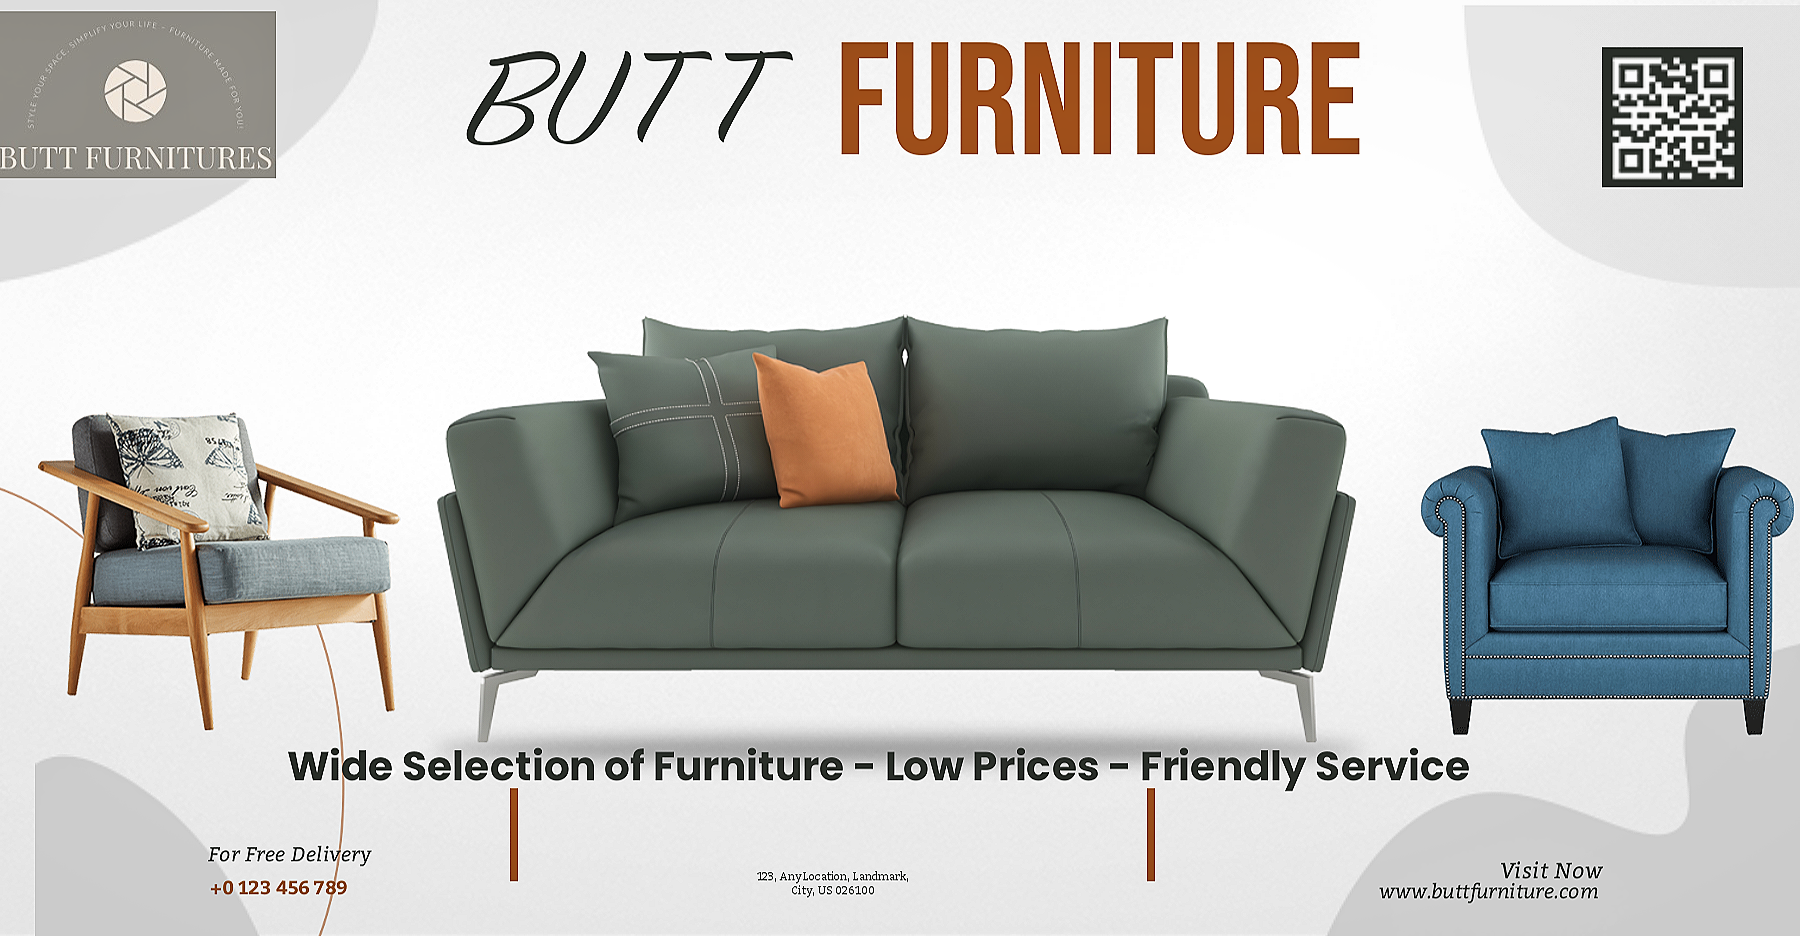 STYLE YOUR SPACE, SIMPLIFY YOUR LIFE - FURNITURE MADE FOR YOU!
BUTT FURNITURES
BUTT FURNITURE
Wide Selection of Furniture - Low Prices - Friendly Service
For Free Delivery
+0 123 456 789
123, AnyLocation, Landmark,
City, US 026100
Visit Now
www.buttfurniture.com